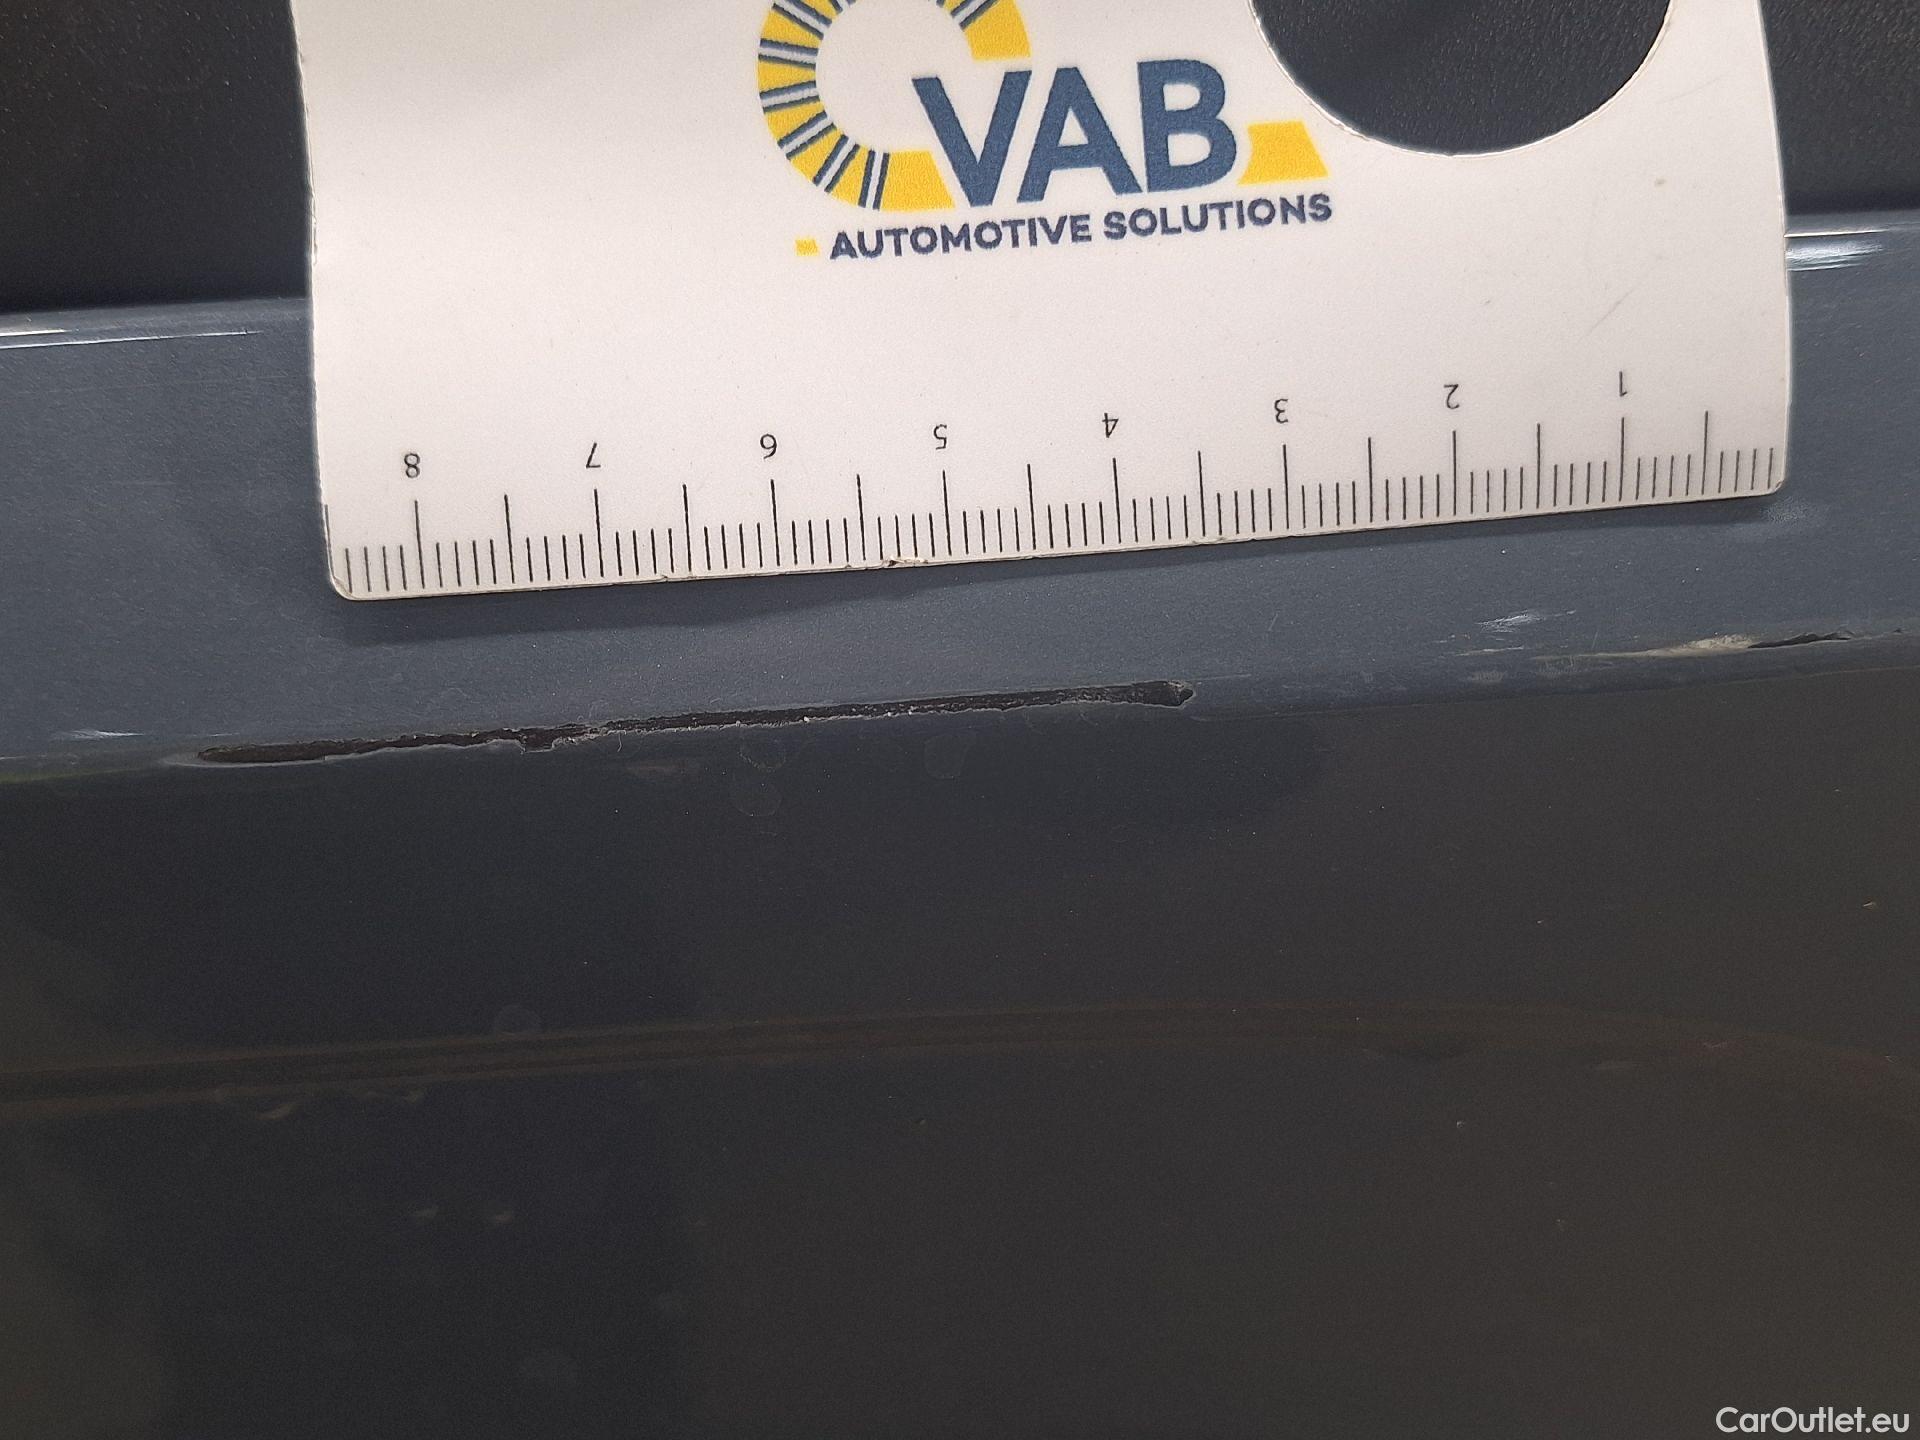 VAB
AUTOMOTIVE SOLUTIONS
8 7 6 5 4 3 2 1
CarOutlet.eu